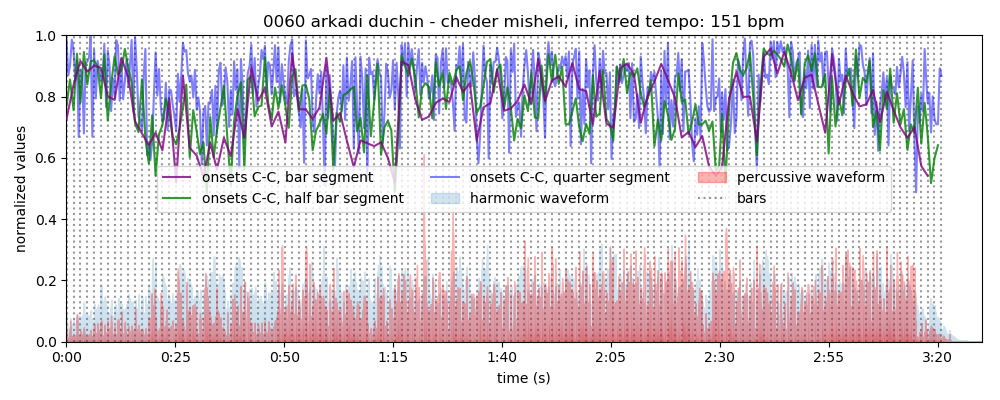 0060 arkadi duchin - cheder misheli, inferred tempo: 151 bpm
normalized values
1.0
0.8
0.6
0.4
0.2
0.0
onsets C-C, bar segment
onsets C-C, half bar segment
onsets C-C, quarter segment
harmonic waveform
percussive waveform
bars
0:00 0:25 0:50 1:15 1:40 2:05 2:30 2:55 3:20
time (s)